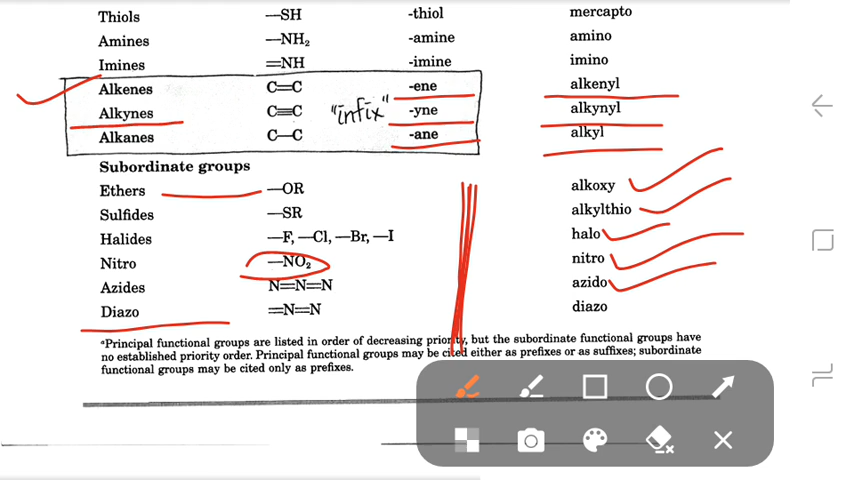 Thiols —SH -thiol mercapto
Amines —NH₂ -amine amino
Imines =NH -imine imino
Alkenes C=C -ene alkenyl
Alkynes C≡C "infix" -yne alkynyl
Alkanes C—C -ane alkyl
Subordinate groups
Ethers —OR alkoxy
Sulfides —SR alkylthio
Halides —F, —Cl, —Br, —I halo
Nitro —NO₂ nitro
Azides N=N=N azido
Diazo =N=N diazo
ᵃPrincipal functional groups are listed in order of decreasing priority, but the subordinate functional groups have
no established priority order. Principal functional groups may be cited either as prefixes or as suffixes; subordinate
functional groups may be cited only as prefixes.